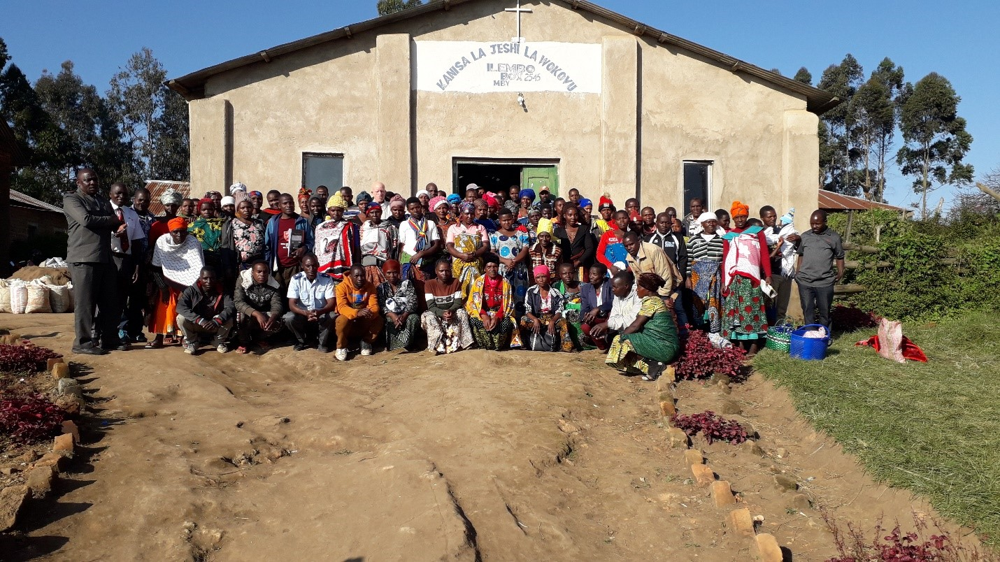 KANISA LA JESHI LA WOKOVU
ILEMBO
BOX 2545
MBY